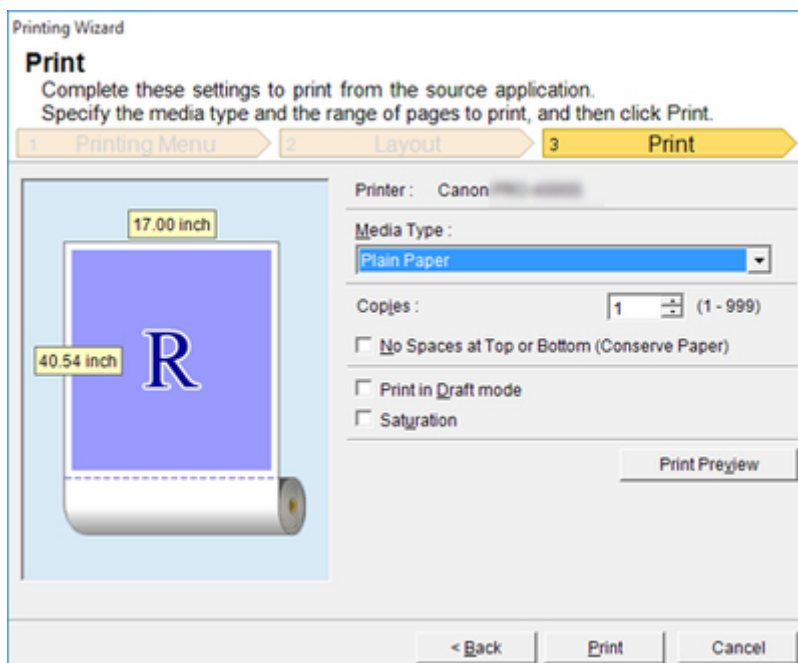 Printing Wizard
Print
Complete these settings to print from the source application.
Specify the media type and the range of pages to print, and then click Print.
1 Printing Menu 2 Layout 3 Print
Printer : Canon
17.00 inch
Media Type :
Plain Paper
Copies : 1 (1 - 999)
40.54 inch
R
No Spaces at Top or Bottom (Conserve Paper)
Print in Draft mode
Saturation
Print Preview
< Back Print Cancel